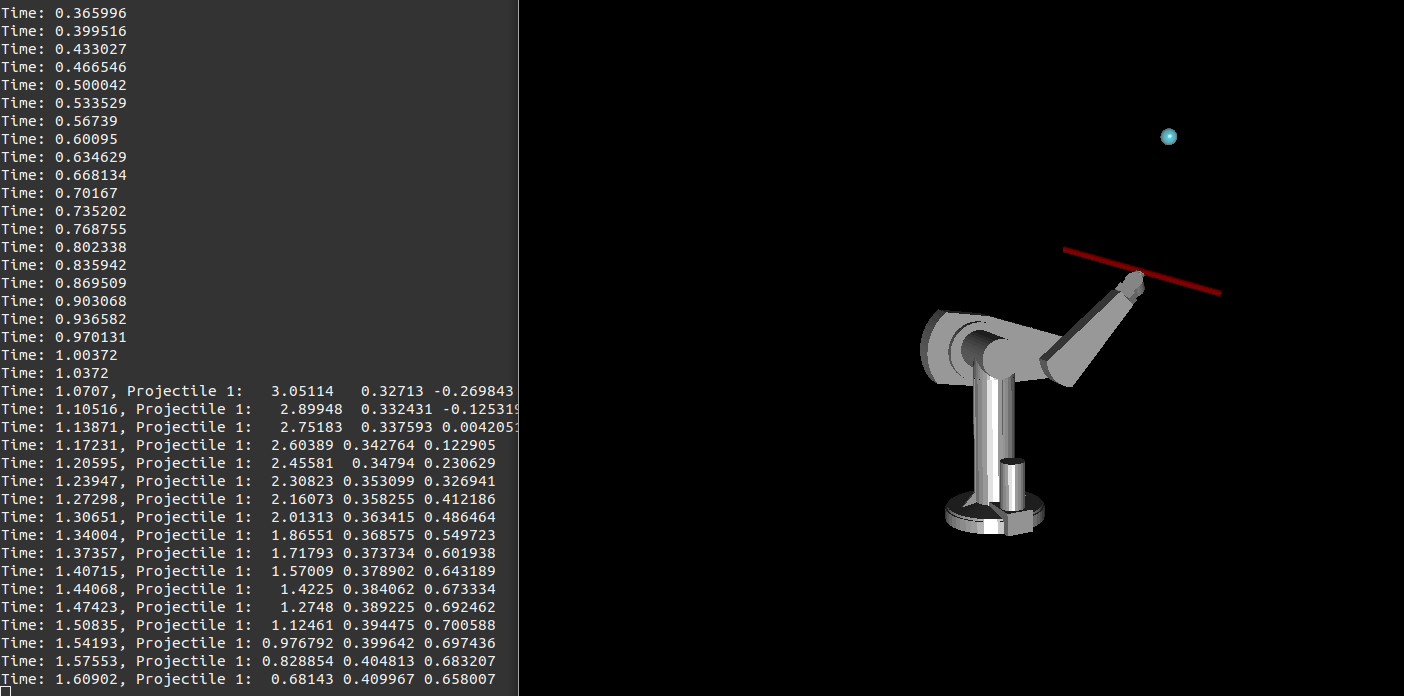 Time: 0.365996
Time: 0.399516
Time: 0.433027
Time: 0.466546
Time: 0.500042
Time: 0.533529
Time: 0.56739
Time: 0.60095
Time: 0.634629
Time: 0.668134
Time: 0.70167
Time: 0.735202
Time: 0.768755
Time: 0.802338
Time: 0.835942
Time: 0.869509
Time: 0.903068
Time: 0.936582
Time: 0.970131
Time: 1.00372
Time: 1.0372
Time: 1.0707, Projectile 1:   3.05114   0.32713 -0.269843
Time: 1.10516, Projectile 1:   2.89948  0.332431 -0.125319
Time: 1.13871, Projectile 1:   2.75183  0.337593 0.0042051
Time: 1.17231, Projectile 1:  2.60389 0.342764 0.122905
Time: 1.20595, Projectile 1:  2.45581  0.34794 0.230629
Time: 1.23947, Projectile 1:  2.30823 0.353099 0.326941
Time: 1.27298, Projectile 1:  2.16073 0.358255 0.412186
Time: 1.30651, Projectile 1:  2.01313 0.363415 0.486464
Time: 1.34004, Projectile 1:  1.86551 0.368575 0.549723
Time: 1.37357, Projectile 1:  1.71793 0.373734 0.601938
Time: 1.40715, Projectile 1:  1.57009 0.378902 0.643189
Time: 1.44068, Projectile 1:   1.4225 0.384062 0.673334
Time: 1.47423, Projectile 1:   1.2748 0.389225 0.692462
Time: 1.50835, Projectile 1:  1.12461 0.394475 0.700588
Time: 1.54193, Projectile 1: 0.976792 0.399642 0.697436
Time: 1.57553, Projectile 1: 0.828854 0.404813 0.683207
Time: 1.60902, Projectile 1:  0.68143 0.409967 0.658007